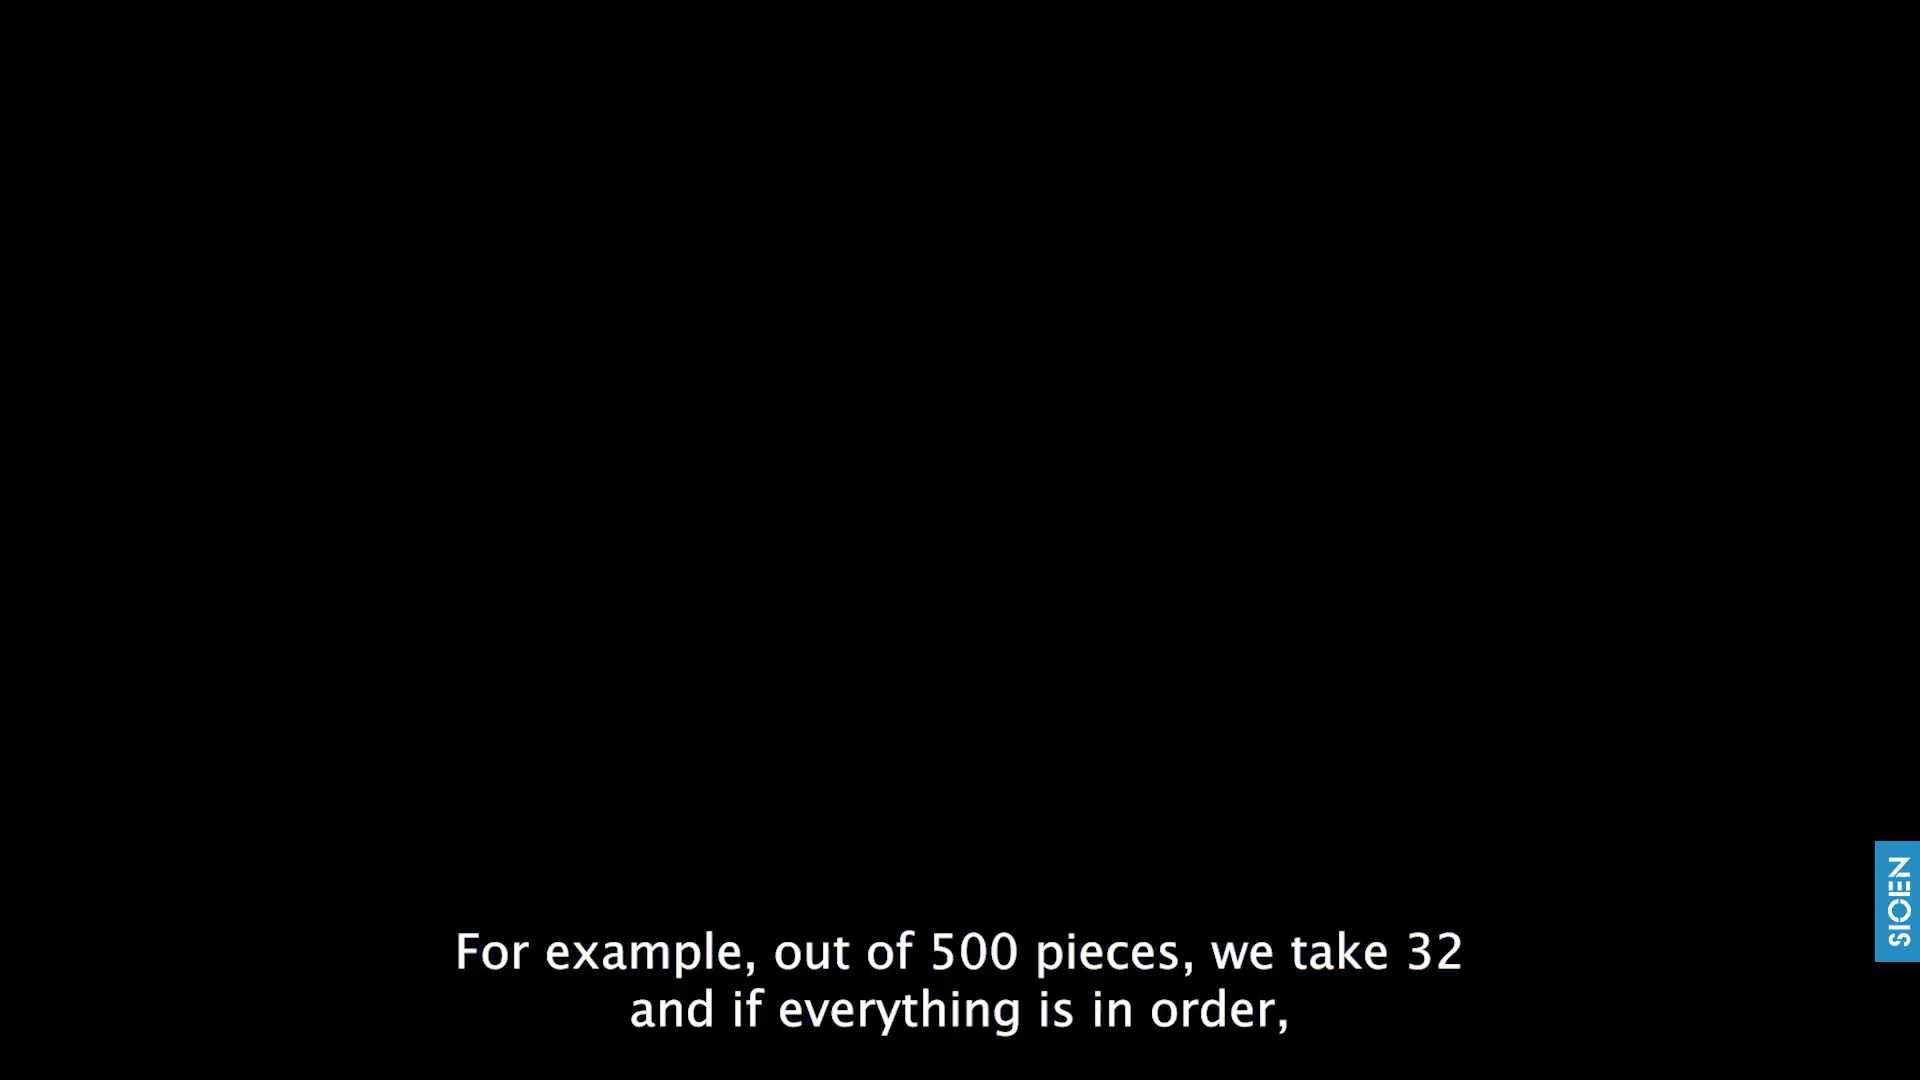 For example, out of 500 pieces, we take 32
and if everything is in order,
SIOEN